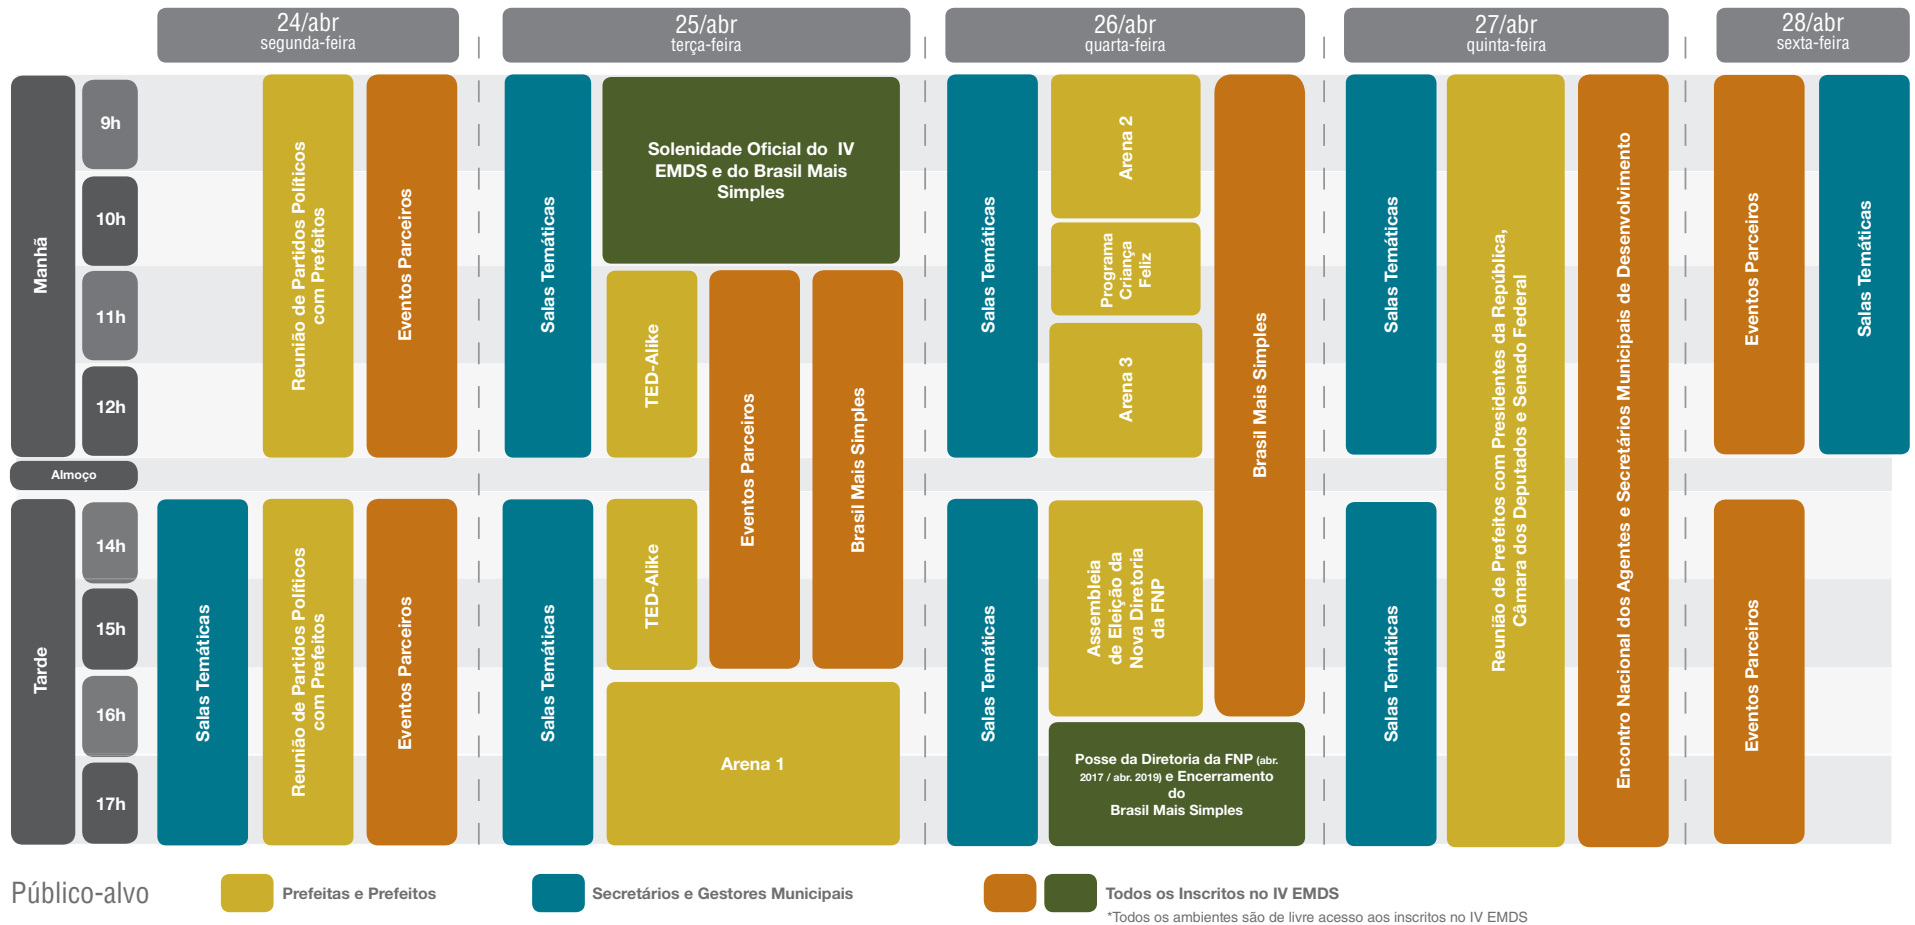 24/abr
segunda-feira
25/abr
terça-feira
26/abr
quarta-feira
27/abr
quinta-feira
28/abr
sexta-feira
Manhã
9h
10h
11h
12h
Almoço
Tarde
14h
15h
16h
17h
Reunião de Partidos Políticos
com Prefeitos
Eventos Parceiros
Salas Temáticas
Reunião de Partidos Políticos
com Prefeitos
Eventos Parceiros
Salas Temáticas
Solenidade Oficial do IV
EMDS e do Brasil Mais
Simples
TED-Alike
Eventos Parceiros
Brasil Mais Simples
Salas Temáticas
TED-Alike
Arena 1
Salas Temáticas
Arena 2
Programa
Criança
Feliz
Arena 3
Brasil Mais Simples
Salas Temáticas
Assembleia
de Eleição da
Nova Diretoria
da FNP
Posse da Diretoria da FNP (abr.
2017 / abr. 2019) e Encerramento
do
Brasil Mais Simples
Salas Temáticas
Reunião de Prefeitos com Presidentes da República,
Câmara dos Deputados e Senado Federal
Encontro Nacional dos Agentes e Secretários Municipais de Desenvolvimento
Salas Temáticas
Eventos Parceiros
Salas Temáticas
Eventos Parceiros
Público-alvo
Prefeitas e Prefeitos
Secretários e Gestores Municipais
Todos os Inscritos no IV EMDS
*Todos os ambientes são de livre acesso aos inscritos no IV EMDS